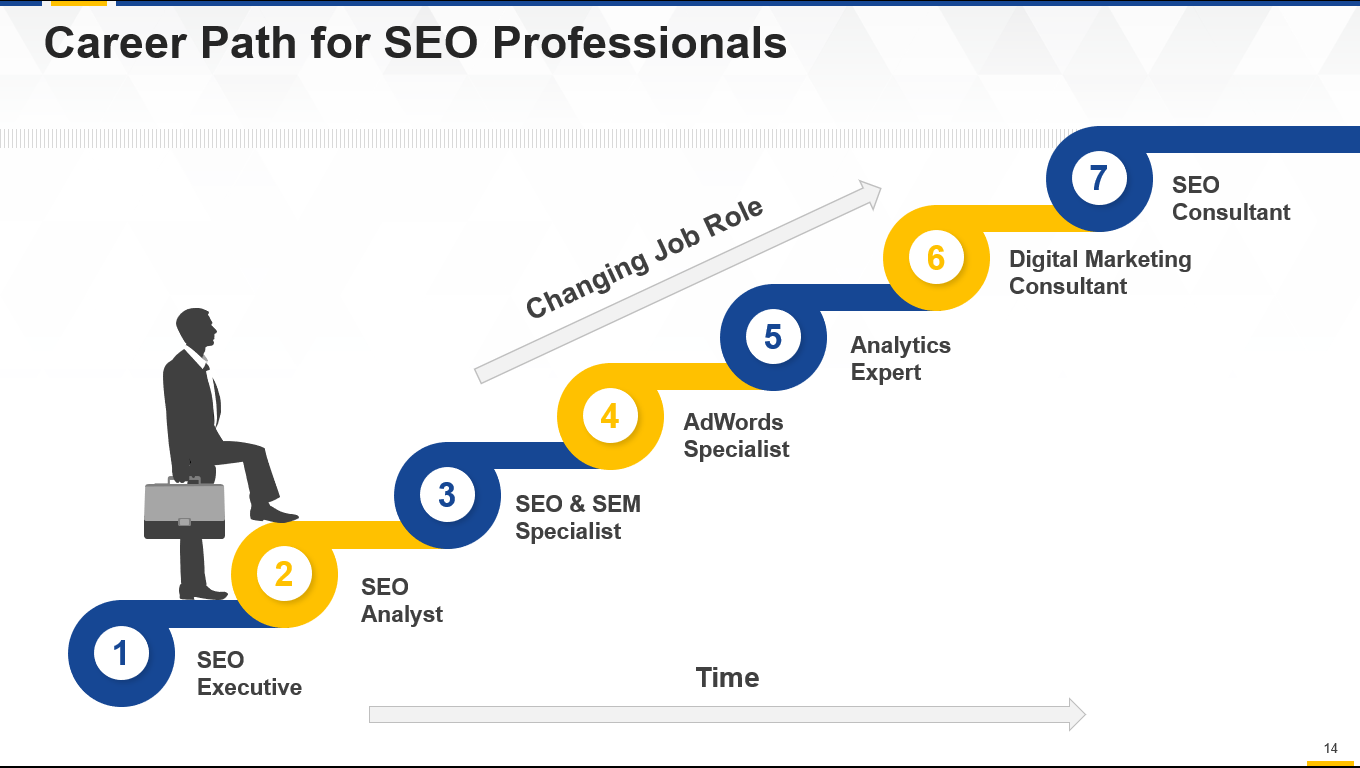 Career Path for SEO Professionals
7
SEO
Consultant
Changing Job Role
6
Digital Marketing
Consultant
5
Analytics
Expert
4
AdWords
Specialist
3
SEO & SEM
Specialist
2
SEO
Analyst
1
SEO
Executive
Time
14